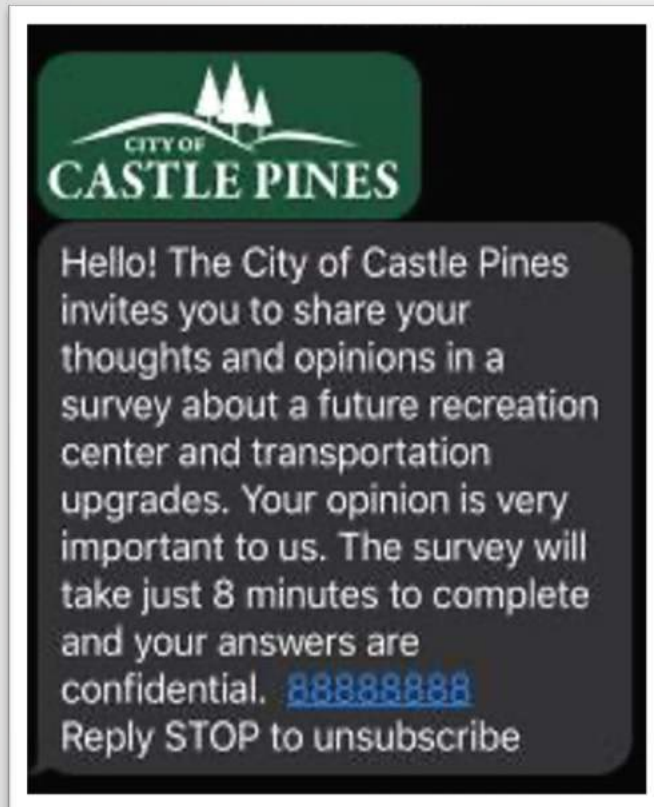 CITY OF
CASTLE PINES
Hello! The City of Castle Pines
invites you to share your
thoughts and opinions in a
survey about a future recreation
center and transportation
upgrades. Your opinion is very
important to us. The survey will
take just 8 minutes to complete
and your answers are
confidential. 88888888
Reply STOP to unsubscribe